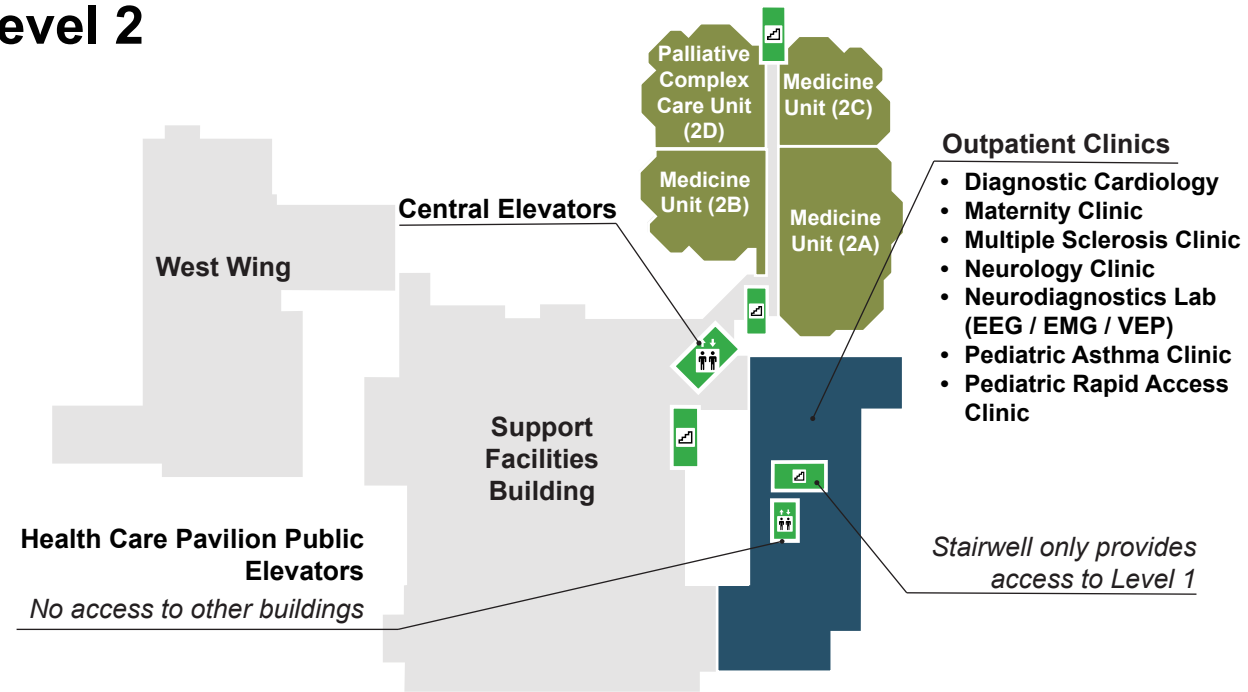 evel 2
Palliative
Complex
Care Unit
(2D)
Medicine
Unit (2C)
Medicine
Unit (2B)
Medicine
Unit (2A)
Outpatient Clinics
• Diagnostic Cardiology
• Maternity Clinic
• Multiple Sclerosis Clinic
• Neurology Clinic
• Neurodiagnostics Lab
(EEG / EMG / VEP)
• Pediatric Asthma Clinic
• Pediatric Rapid Access
Clinic
Central Elevators
West Wing
Support
Facilities
Building
Health Care Pavilion Public
Elevators
No access to other buildings
Stairwell only provides
access to Level 1